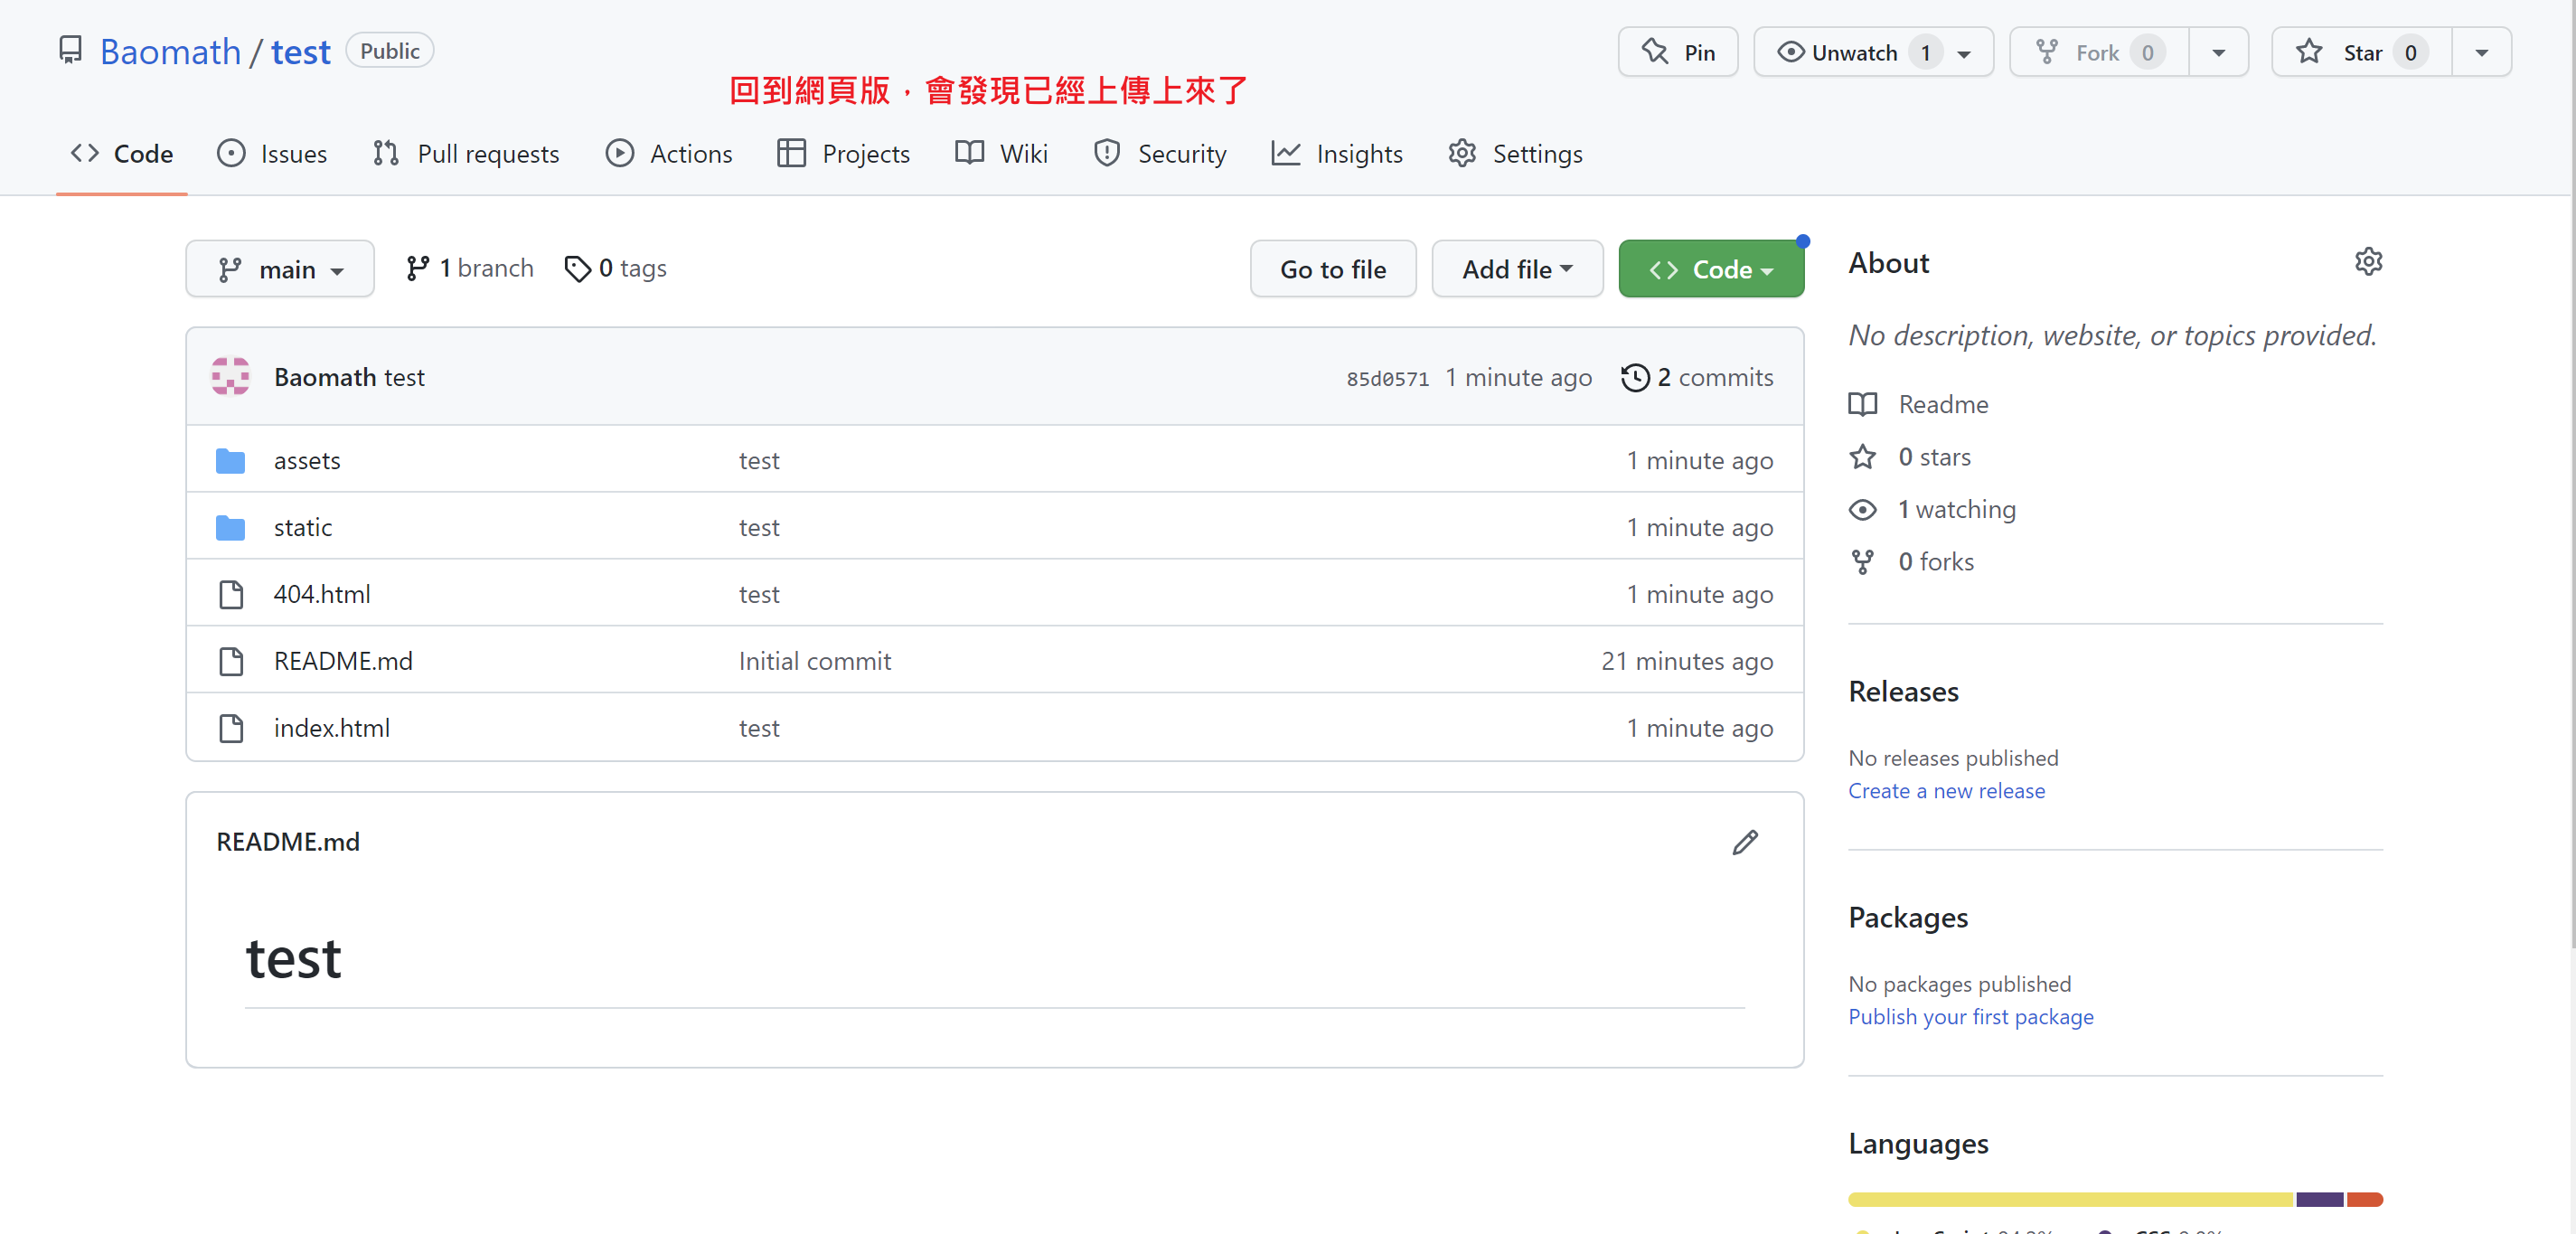 Baomath / test Public
Pin
Unwatch 1
Fork 0
Star 0
回到網頁版，會發現已經上傳上來了
Code Issues Pull requests Actions Projects Wiki Security Insights Settings
main 1 branch 0 tags
Go to file Add file Code
Baomath test 85d0571 1 minute ago 2 commits
assets test 1 minute ago
static test 1 minute ago
404.html test 1 minute ago
README.md Initial commit 21 minutes ago
index.html test 1 minute ago
README.md
test
About
No description, website, or topics provided.
Readme
0 stars
1 watching
0 forks
Releases
No releases published
Create a new release
Packages
No packages published
Publish your first package
Languages